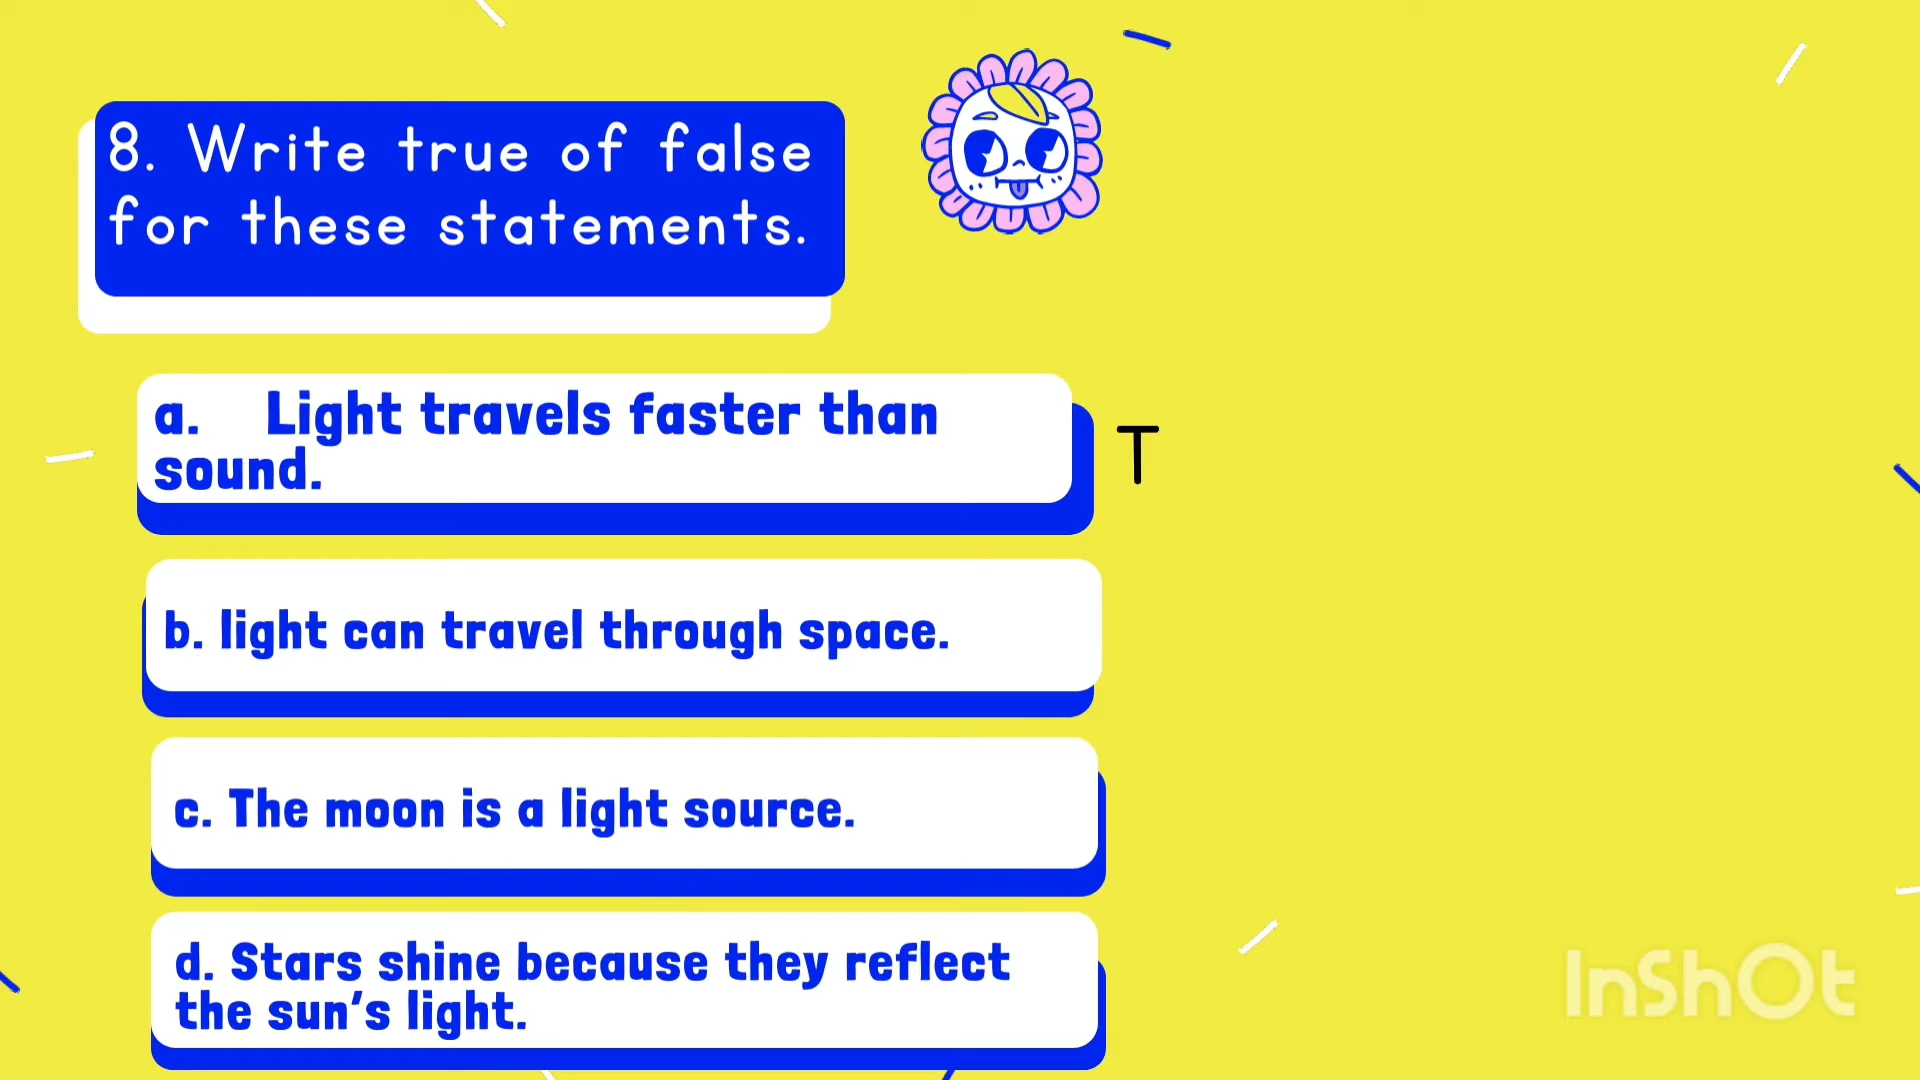 8. Write true of false
for these statements.
a. Light travels faster than
sound.
T
b. light can travel through space.
c. The moon is a light source.
d. Stars shine because they reflect
the sun's light.
InShOt